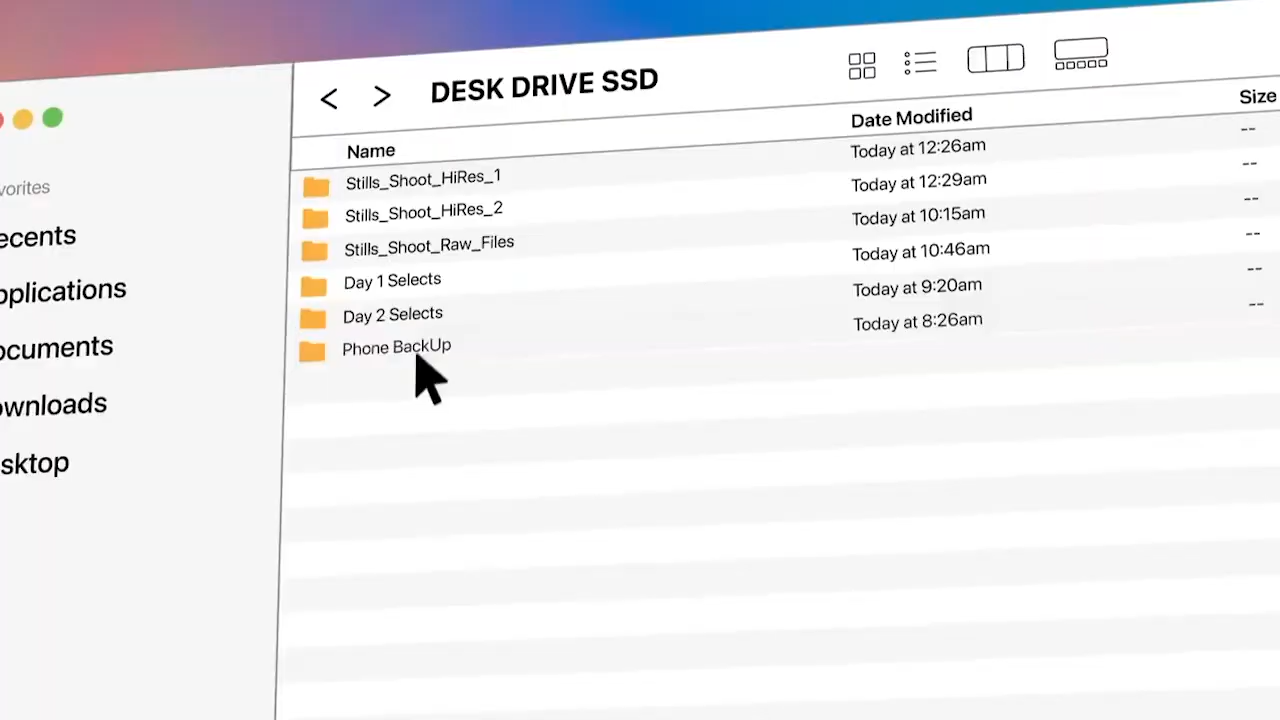 DESK DRIVE SSD
Name Date Modified Size
Stills_Shoot_HiRes_1 Today at 12:26am --
Stills_Shoot_HiRes_2 Today at 12:29am --
Stills_Shoot_Raw_Files Today at 10:15am --
Day 1 Selects Today at 10:46am --
Day 2 Selects Today at 9:20am --
Phone BackUp Today at 8:26am --
vorites
ecents
pplications
ocuments
ownloads
sktop